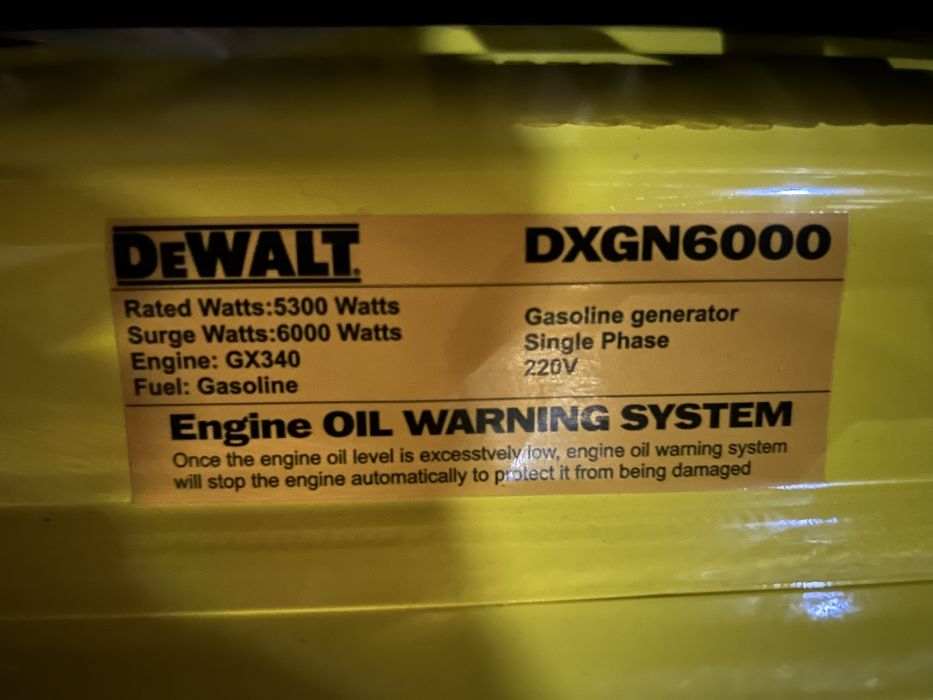 DEWALT.
DXGN6000
Rated Watts:5300 Watts
Surge Watts:6000 Watts
Engine: GX340
Fuel: Gasoline
Gasoline generator
Single Phase
220V
Engine OIL WARNING SYSTEM
Once the engine oil level is excesstvely low, engine oil warning system
will stop the engine automatically to protect it from being damaged